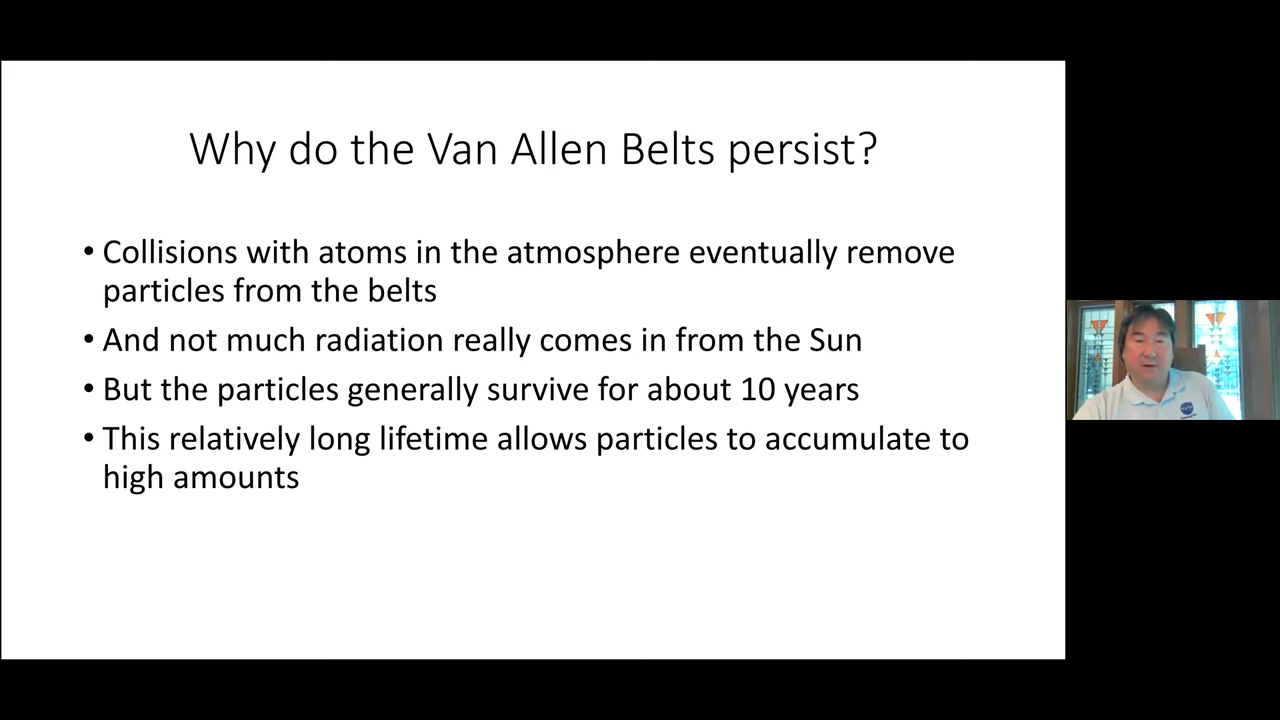 Why do the Van Allen Belts persist?
• Collisions with atoms in the atmosphere eventually remove
particles from the belts
• And not much radiation really comes in from the Sun
• But the particles generally survive for about 10 years
• This relatively long lifetime allows particles to accumulate to
high amounts